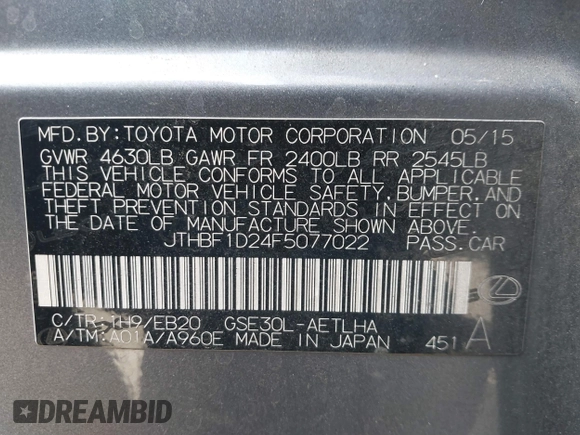 MFD.BY:TOYOTA MOTOR CORPORATION 05/15
GVWR 4630LB GAWR FR 2400LB RR 2545LB
THIS VEHICLE CONFORMS TO ALL APPLICABLE
FEDERAL MOTOR VEHICLE SAFETY,BUMPER,AND
THEFT PREVENTION STANDARDS IN EFFECT ON
THE DATE OF MANUFACTURE SHOWN ABOVE.
JTHBF1D24F5077022 PASS.CAR
C/TR:1H9/EB20 GSE30L-AETLHA
A/TM:A01A/A960E MADE IN JAPAN 451 A
DREAMBID